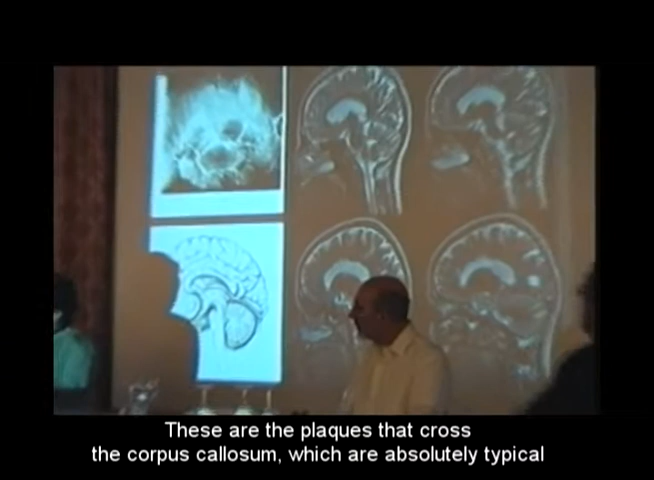 These are the plaques that cross
the corpus callosum, which are absolutely typical